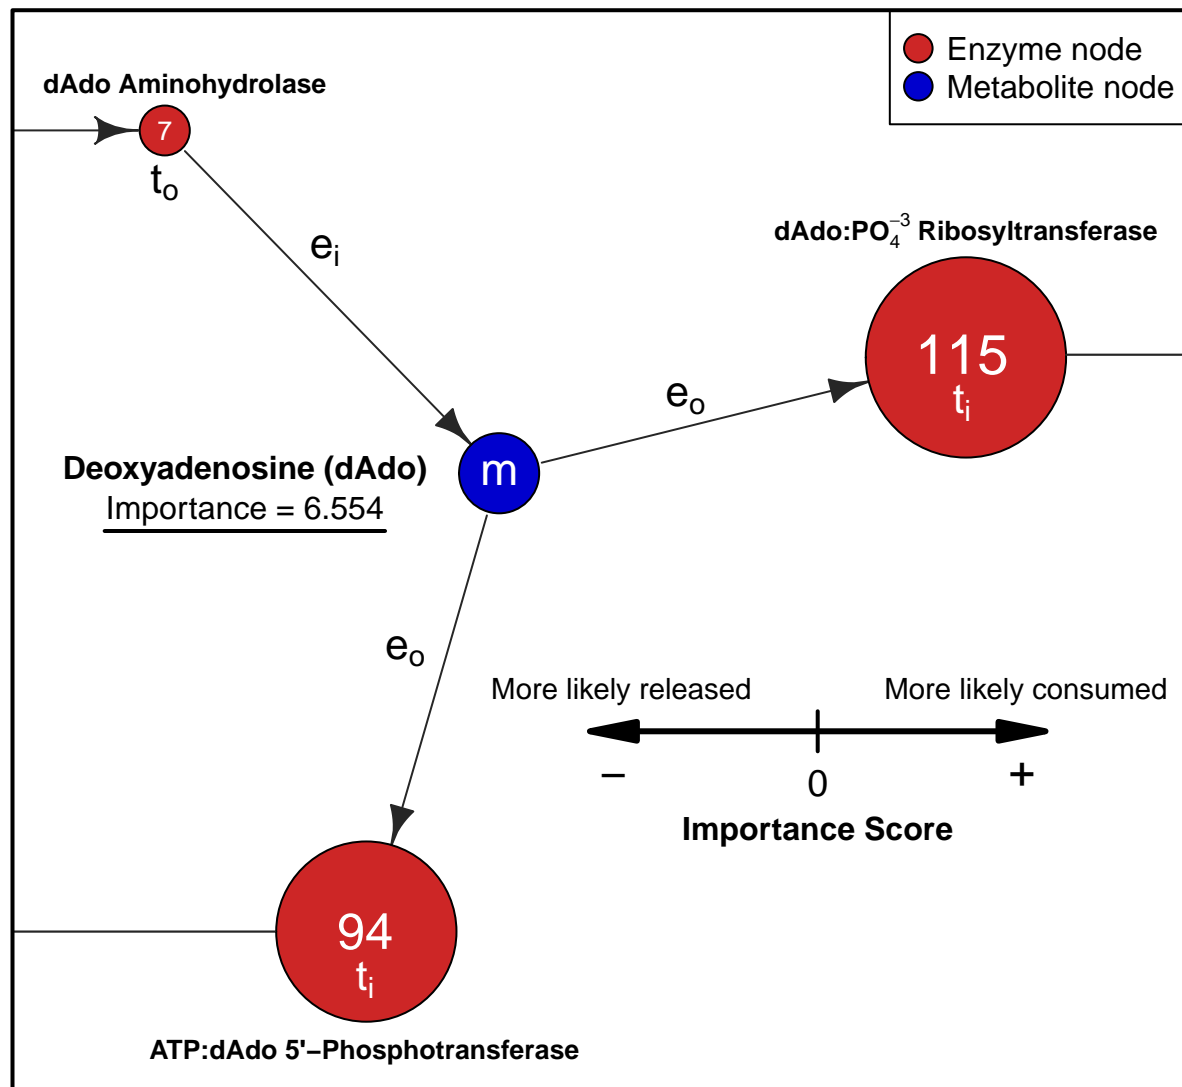 Enzyme node
Metabolite node
dAdo Aminohydrolase
7
t₀
eᵢ
dAdo:PO₄⁻³ Ribosyltransferase
115
tᵢ
eₒ
m
Deoxyadenosine (dAdo)
Importance = 6.554
eₒ
More likely released
More likely consumed
−
0
+
Importance Score
94
tᵢ
ATP:dAdo 5'−Phosphotransferase